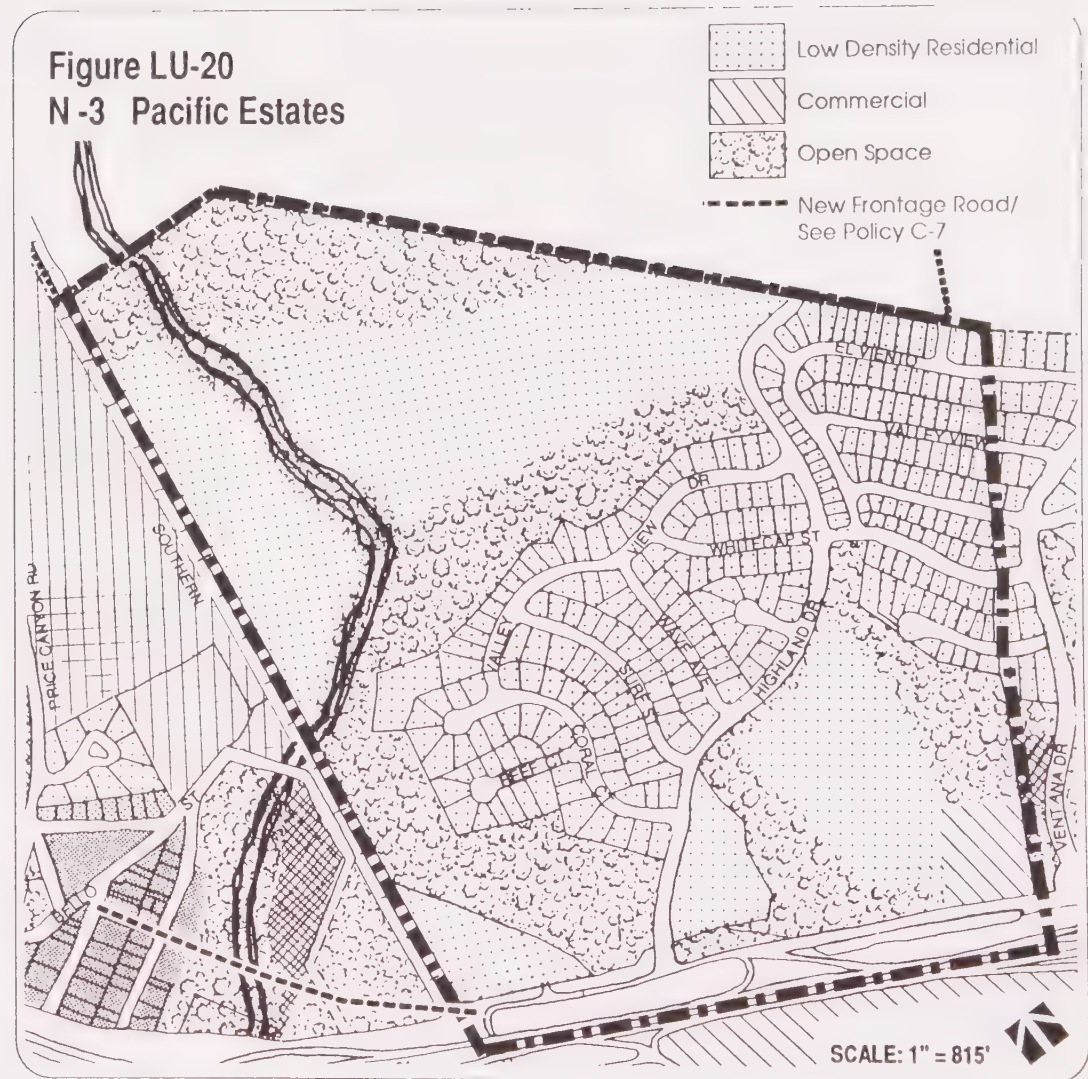 Figure LU-20
N -3 Pacific Estates
Low Density Residential
Commercial
Open Space
New Frontage Road/
See Policy C-7
EL VIENTO
VALLEY VIEW
VALLEY VIEW DR
WHITECAP ST
WAVE AVE
HIGHLAND DR
SURF ST
CORAL CT
REEF CT
SOUTHERN
PRICE CANYON RD
VENTANA DR
SCALE: 1" = 815'